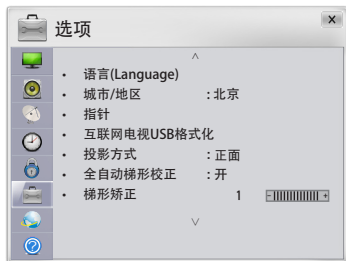 选项
x
^
• 语言(Language)
• 城市/地区 : 北京
• 指针
• 互联网电视USB格式化
• 投影方式 : 正面
• 全自动梯形校正 : 开
• 梯形矫正 1 - +
∨
?